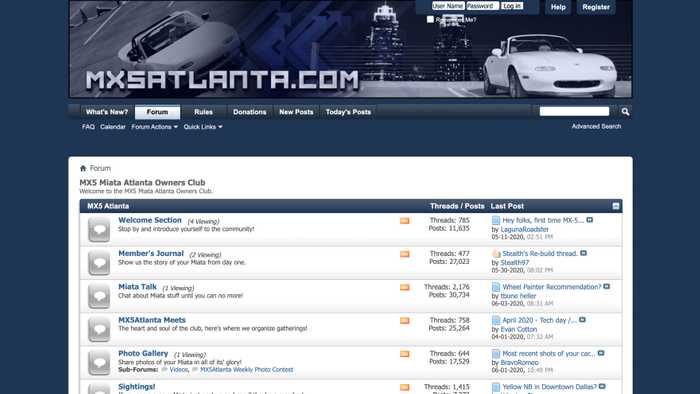 User Name Password Log in Help Register
Remember Me?
MX5ATLANTA.COM
What's New? Forum Rules Donations New Posts Today's Posts
FAQ Calendar Forum Actions Quick Links Advanced Search
Forum
MX5 Miata Atlanta Owners Club
Welcome to the MX5 Miata Atlanta Owners Club.
MX5 Atlanta Threads / Posts Last Post
Welcome Section (4 Viewing) Threads: 785 Hey folks, first time MX-5...
Stop by and introduce yourself to the community! Posts: 11,635 by LagunaRoadster
05-11-2020, 02:51 PM
Member's Journal (2 Viewing) Threads: 477 Stealth's Re-build thread.
Show us the story of your Miata from day one. Posts: 27,023 by Stealth97
05-30-2020, 08:02 PM
Miata Talk (1 Viewing) Threads: 2,176 Wheel Painter Recommendation?
Chat about Miata stuff until you can no more! Posts: 30,734 by tbone heller
06-03-2020, 08:31 AM
MX5Atlanta Meets Threads: 758 April 2020 - Tech day /...
The heart and soul of the club, here's where we organize gatherings! Posts: 25,264 by Evan Cotton
04-01-2020, 07:32 AM
Photo Gallery (1 Viewing) Threads: 644 Most recent shots of your car...
Share photos of your Miata in all of its' glory! Posts: 17,529 by BravoRomeo
Sub-Forums: Videos, MX5Atlanta Weekly Photo Contest 06-01-2020, 10:49 PM
Sightings! Threads: 1,415 Yellow NB in Downtown Dallas?